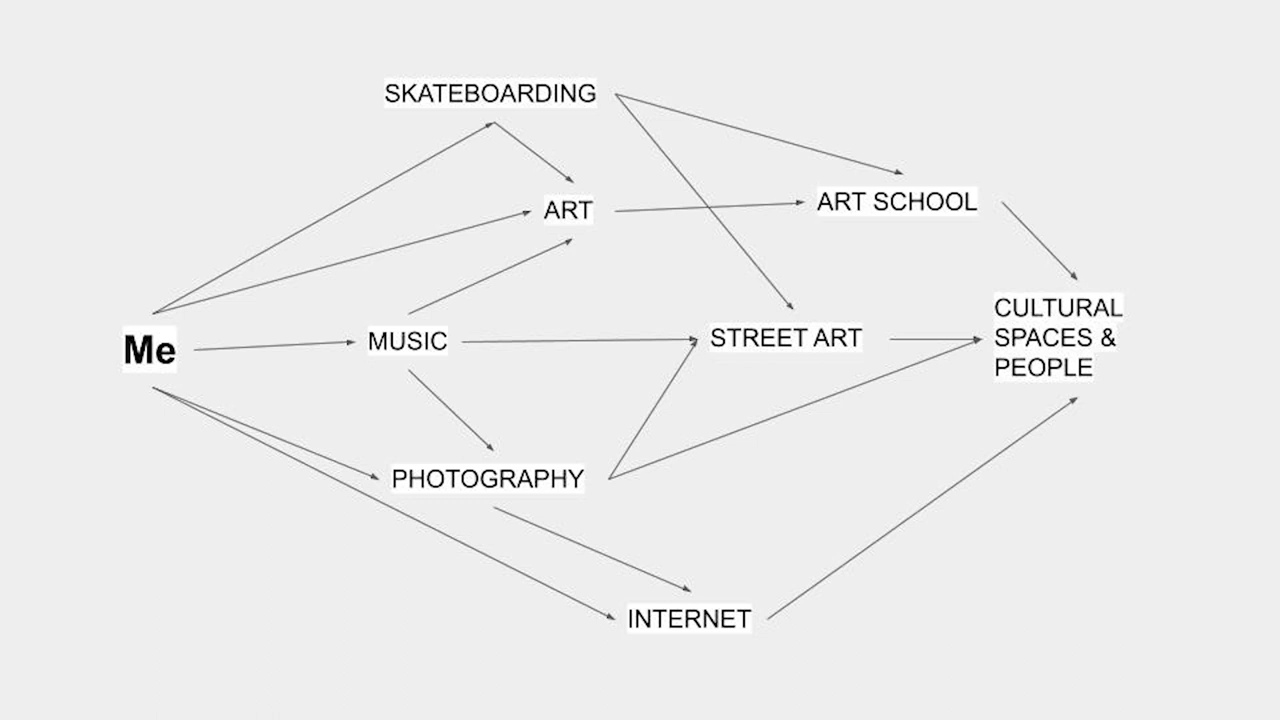 SKATEBOARDING
ART
ART SCHOOL
Me
MUSIC
STREET ART
CULTURAL
SPACES &
PEOPLE
PHOTOGRAPHY
INTERNET